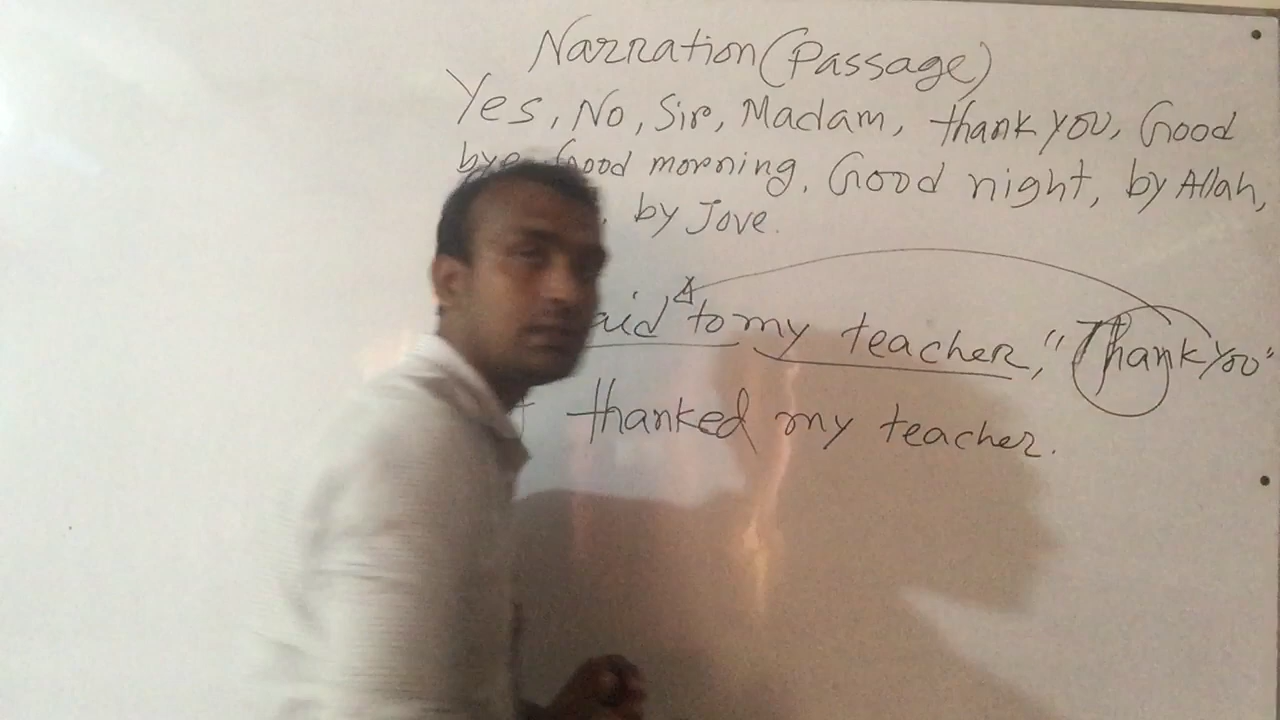 Narration (Passage)
Yes, No, Sir, Madam, thank you, Good
bye Good morning, Good night, by Allah,
, by Jove.
aid to my teacher, "Thank you"
thanked my teacher.